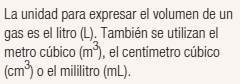 La unidad para expresar el volumen de un
gas es el litro (L). También se utilizan el
metro cúbico (m³), el centímetro cúbico
(cm³) o el mililitro (mL).